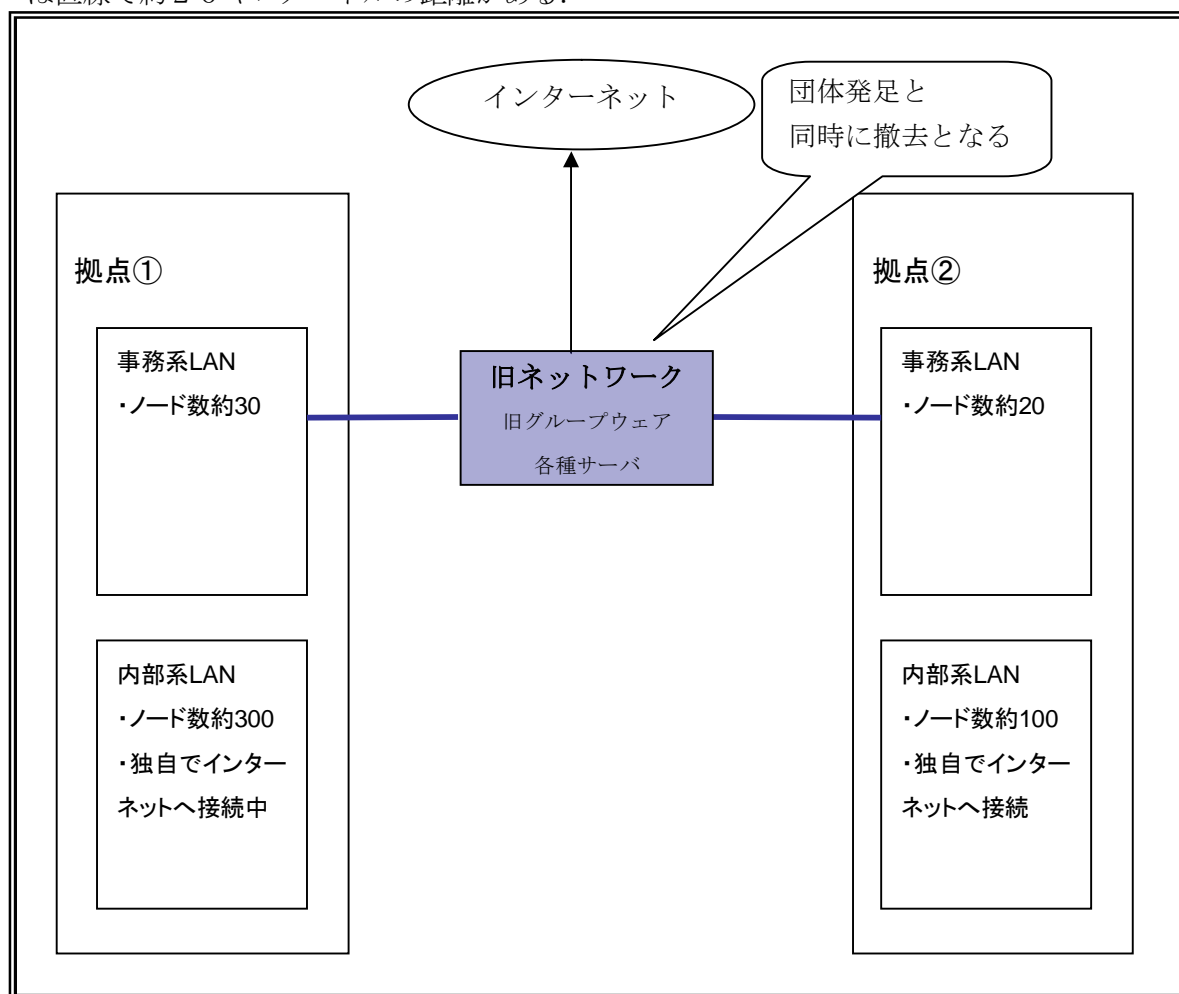 インターネット
団体発足と
同時に撤去となる
拠点①
事務系LAN
・ノード数約30
旧ネットワーク
旧グループウェア
各種サーバ
拠点②
事務系LAN
・ノード数約20
内部系LAN
・ノード数約300
・独自でインター
ネットへ接続中
内部系LAN
・ノード数約100
・独自でインター
ネットへ接続